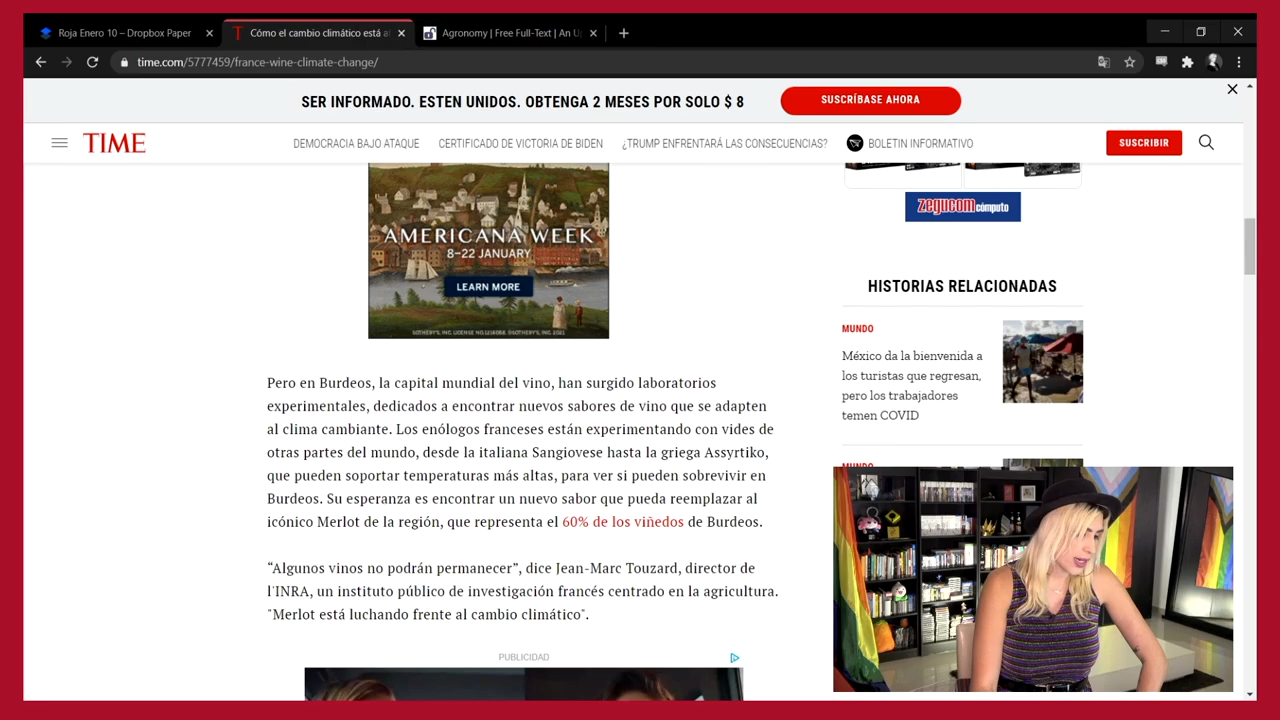 Roja Enero 10 – Dropbox Paper
Cómo el cambio climático está a
Agronomy | Free Full-Text | An U
time.com/5777459/france-wine-climate-change/
SER INFORMADO. ESTEN UNIDOS. OBTENGA 2 MESES POR SOLO $ 8
SUSCRÍBASE AHORA
TIME
DEMOCRACIA BAJO ATAQUE
CERTIFICADO DE VICTORIA DE BIDEN
¿TRUMP ENFRENTARÁ LAS CONSECUENCIAS?
BOLETIN INFORMATIVO
SUSCRIBIR
AMERICANA WEEK
8–22 JANUARY
LEARN MORE
zegucom cómputo
Pero en Burdeos, la capital mundial del vino, han surgido laboratorios
experimentales, dedicados a encontrar nuevos sabores de vino que se adapten
al clima cambiante. Los enólogos franceses están experimentando con vides de
otras partes del mundo, desde la italiana Sangiovese hasta la griega Assyrtiko,
que pueden soportar temperaturas más altas, para ver si pueden sobrevivir en
Burdeos. Su esperanza es encontrar un nuevo sabor que pueda reemplazar al
icónico Merlot de la región, que representa el 60% de los viñedos de Burdeos.
“Algunos vinos no podrán permanecer”, dice Jean-Marc Touzard, director de
l'INRA, un instituto público de investigación francés centrado en la agricultura.
"Merlot está luchando frente al cambio climático".
PUBLICIDAD
HISTORIAS RELACIONADAS
MUNDO
México da la bienvenida a
los turistas que regresan,
pero los trabajadores
temen COVID
MUNDO